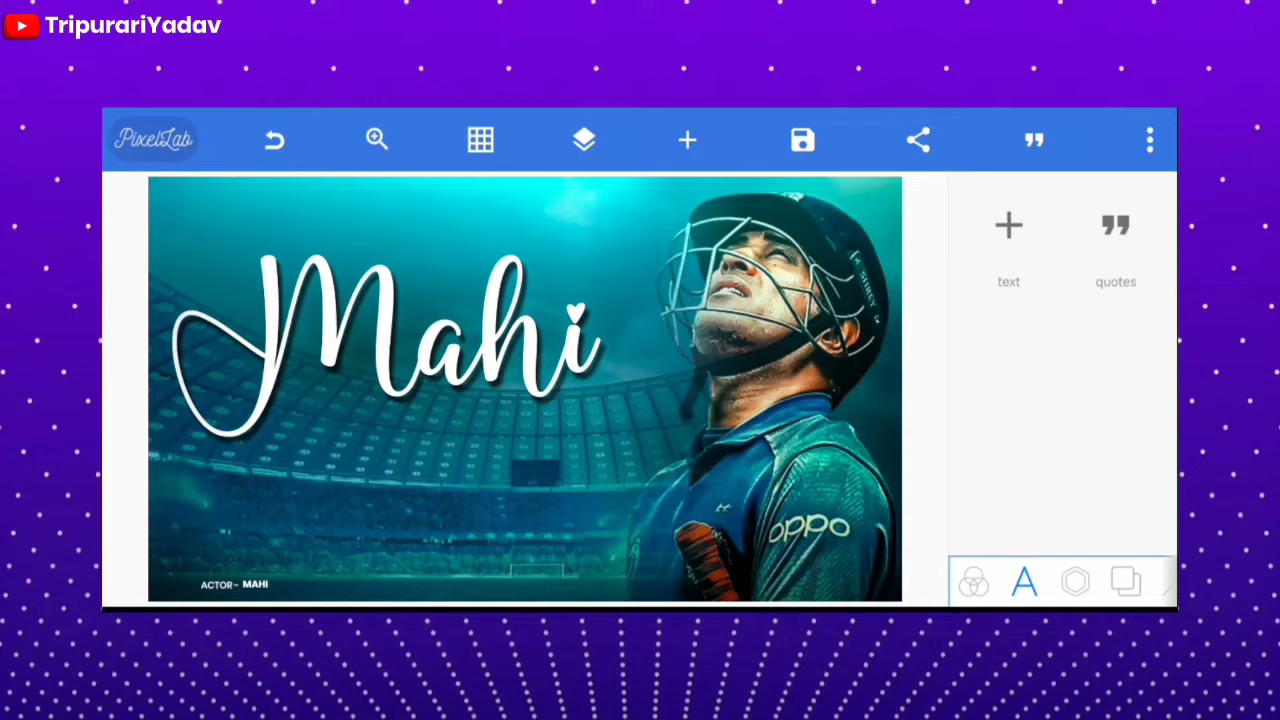 TripurariYadav
PixelLab
Mahi
text
quotes
oppo
ACTOR- MAHI